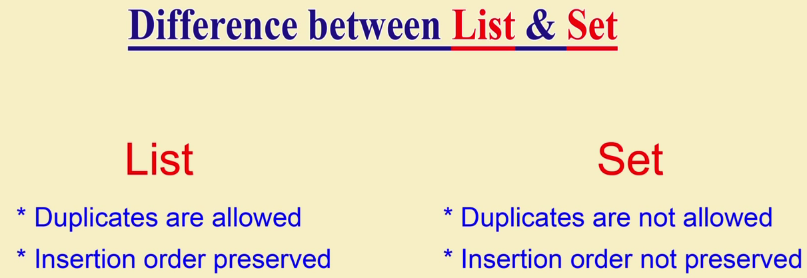 Difference between List & Set
List
* Duplicates are allowed
* Insertion order preserved
Set
* Duplicates are not allowed
* Insertion order not preserved